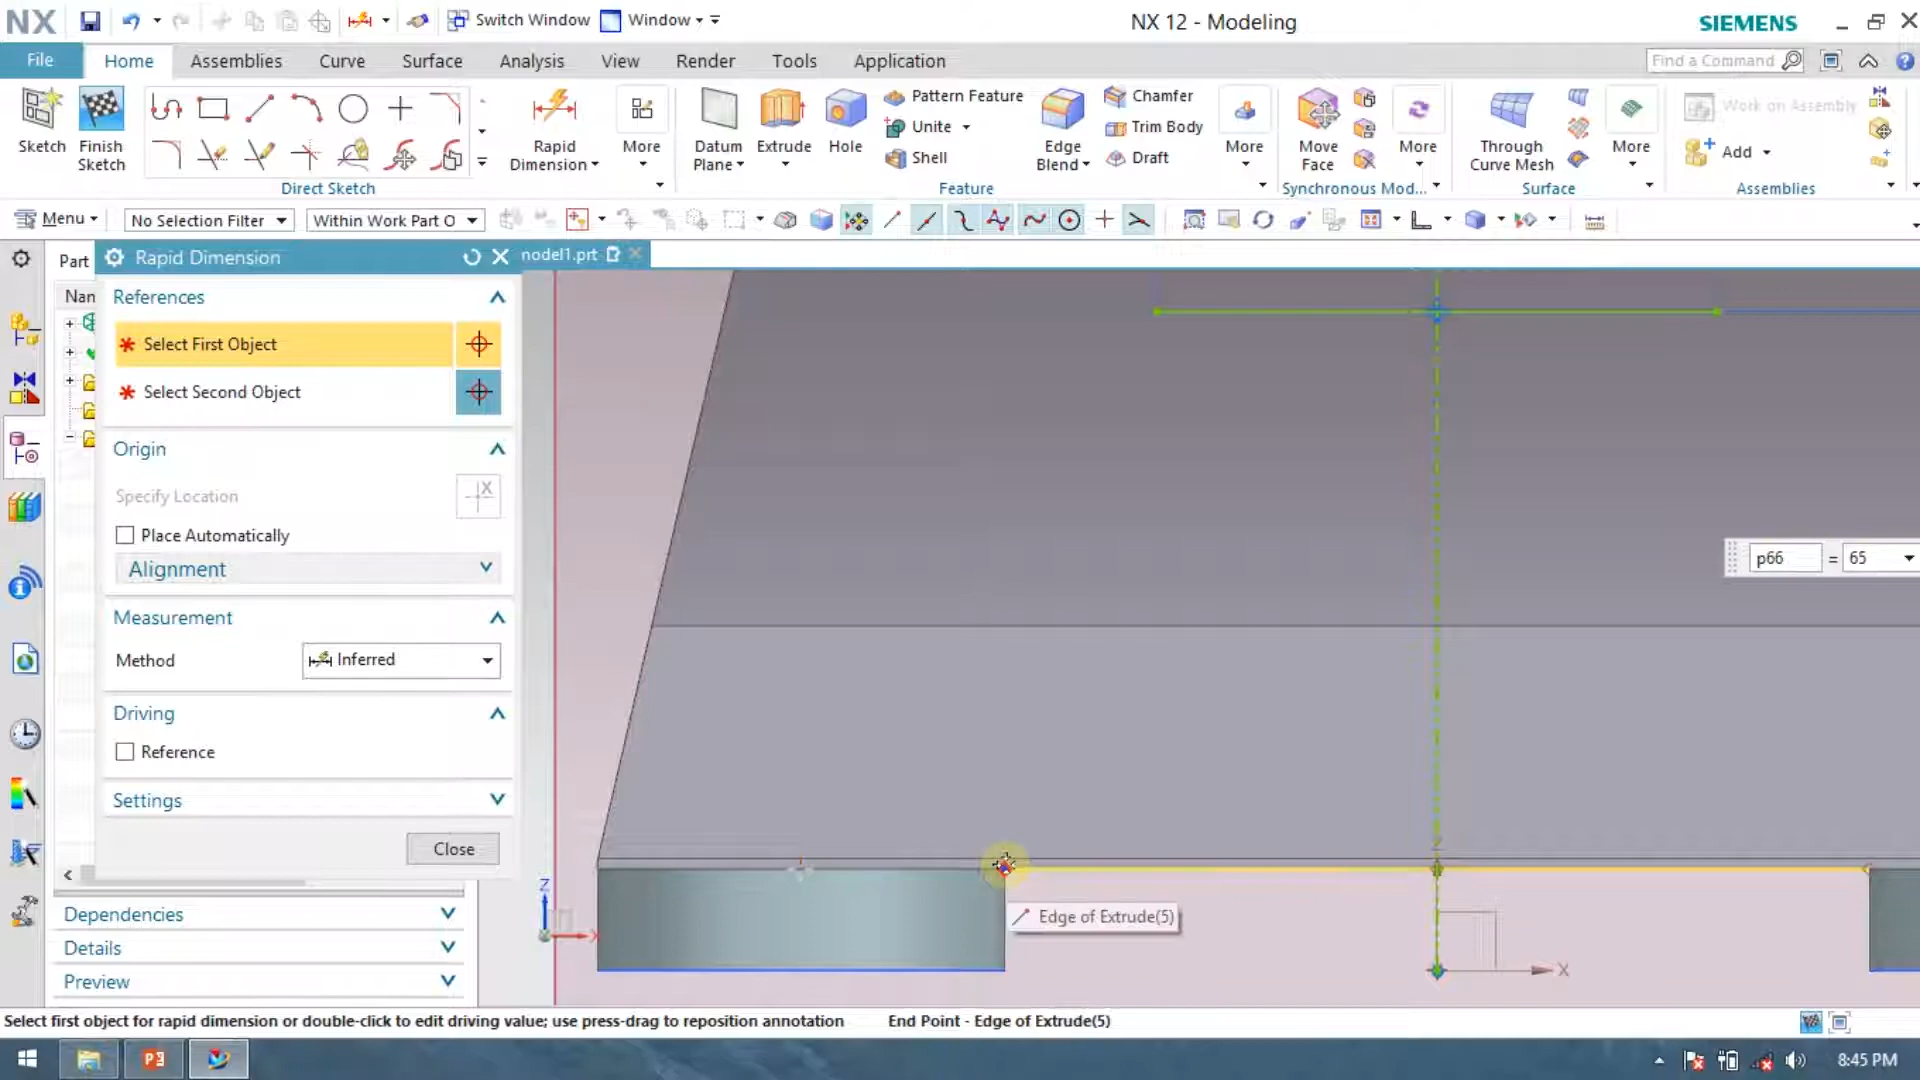 NX
Switch Window
Window
NX 12 - Modeling
SIEMENS
File
Home
Assemblies
Curve
Surface
Analysis
View
Render
Tools
Application
Find a Command
Sketch
Finish
Sketch
Rapid
Dimension
More
Direct Sketch
Datum
Plane
Extrude
Hole
Pattern Feature
Unite
Shell
Edge
Blend
Chamfer
Trim Body
Draft
More
Feature
Move
Face
More
Synchronous Mod...
Through
Curve Mesh
More
Surface
Work on Assembly
Add
Assemblies
Menu
No Selection Filter
Within Work Part O
Part
Rapid Dimension
nodel1.prt
Nan
References
Select First Object
Select Second Object
Origin
Specify Location
Place Automatically
Alignment
Measurement
Method
Inferred
Driving
Reference
Settings
Close
p66 = 65
Edge of Extrude(5)
Z
X
X
Dependencies
Details
Preview
Select first object for rapid dimension or double-click to edit driving value; use press-drag to reposition annotation
End Point - Edge of Extrude(5)
8:45 PM